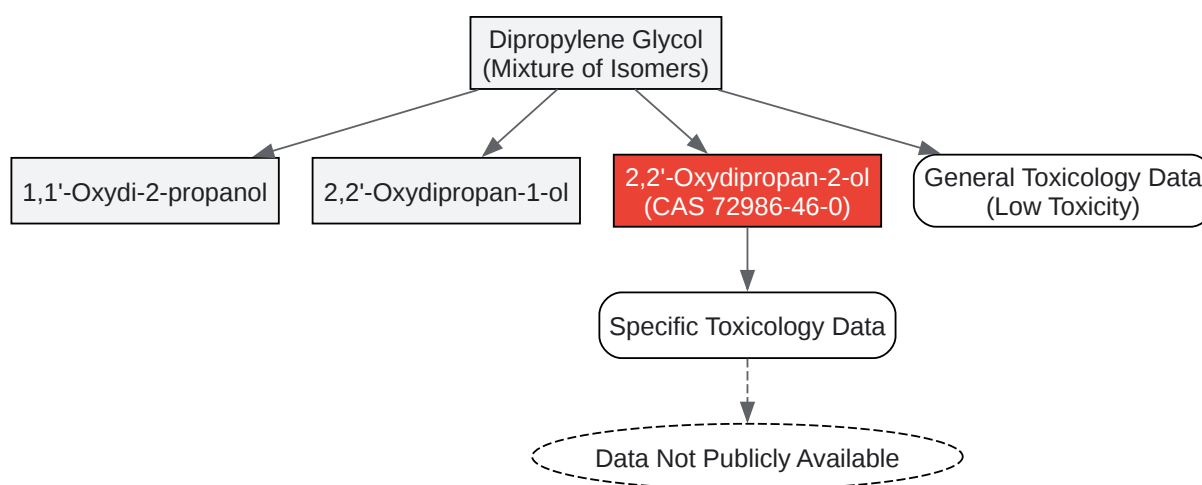 Dipropylene Glycol
(Mixture of Isomers)
1,1'-Oxydi-2-propanol
2,2'-Oxydipropan-1-ol
2,2'-Oxydipropan-2-ol
(CAS 72986-46-0)
General Toxicology Data
(Low Toxicity)
Specific Toxicology Data
Data Not Publicly Available